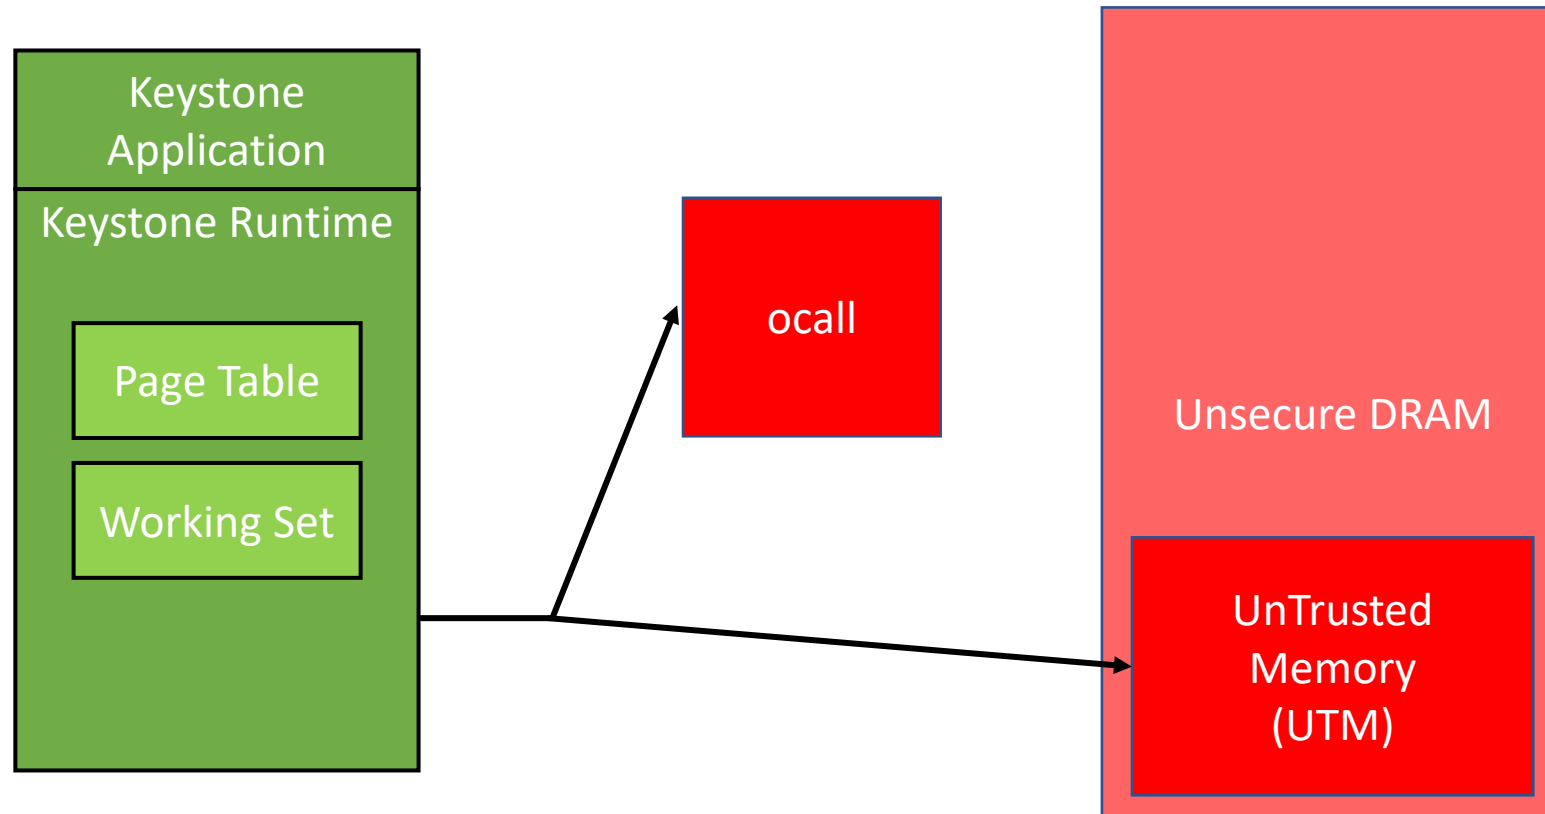 Keystone
Application
Keystone Runtime
Page Table
Working Set
ocall
Unsecure DRAM
UnTrusted
Memory
(UTM)